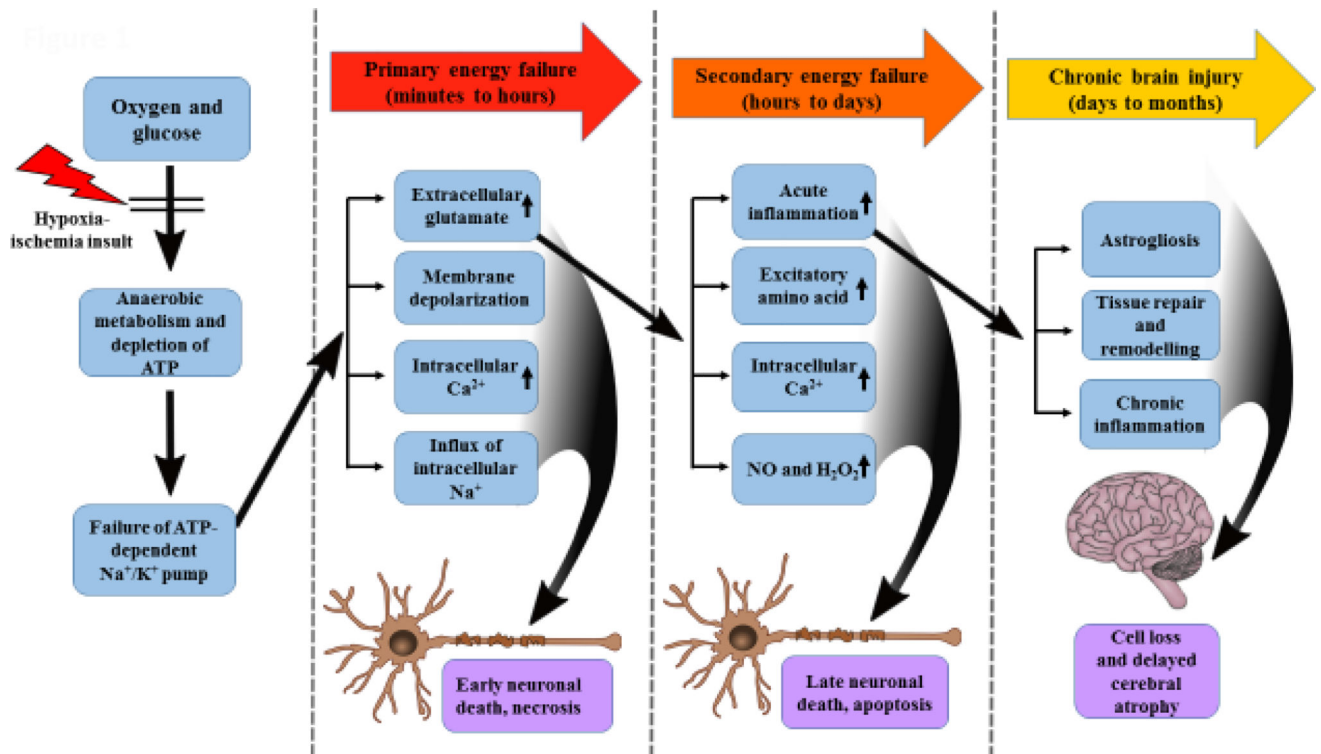 Figure 1
Oxygen and
glucose
Hypoxia-
ischemia insult
Anaerobic
metabolism and
depletion of
ATP
Failure of ATP-
dependent
Na⁺/K⁺ pump
Primary energy failure
(minutes to hours)
Extracellular
glutamate
Membrane
depolarization
Intracellular
Ca²⁺
Influx of
intracellular
Na⁺
Early neuronal
death, necrosis
Secondary energy failure
(hours to days)
Acute
inflammation
Excitatory
amino acid
Intracellular
Ca²⁺
NO and H₂O₂
Late neuronal
death, apoptosis
Chronic brain injury
(days to months)
Astrogliosis
Tissue repair
and
remodelling
Chronic
inflammation
Cell loss
and delayed
cerebral
atrophy